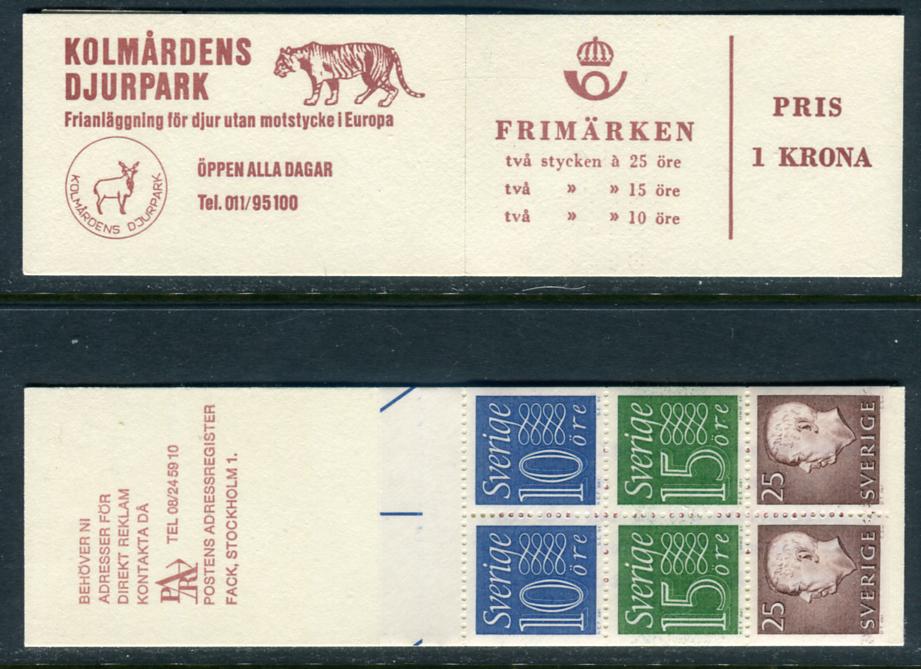 KOLMÅRDENS
DJURPARK
Frianläggning för djur utan motstycke i Europa
KOLMÅRDENS DJURPARK
ÖPPEN ALLA DAGAR
Tel. 011/95100
FRIMÄRKEN
två stycken à 25 öre
två » » 15 öre
två » » 10 öre
PRIS
1 KRONA
BEHÖVER NI
ADRESSER FÖR
DIREKT REKLAM
KONTAKTA DÅ
PAR TEL 08/24 59 10
POSTENS ADRESSREGISTER
FACK, STOCKHOLM 1.
Sverige
10 öre
Sverige
15 öre
25
SVERIGE
Sverige
10 öre
Sverige
15 öre
25
SVERIGE